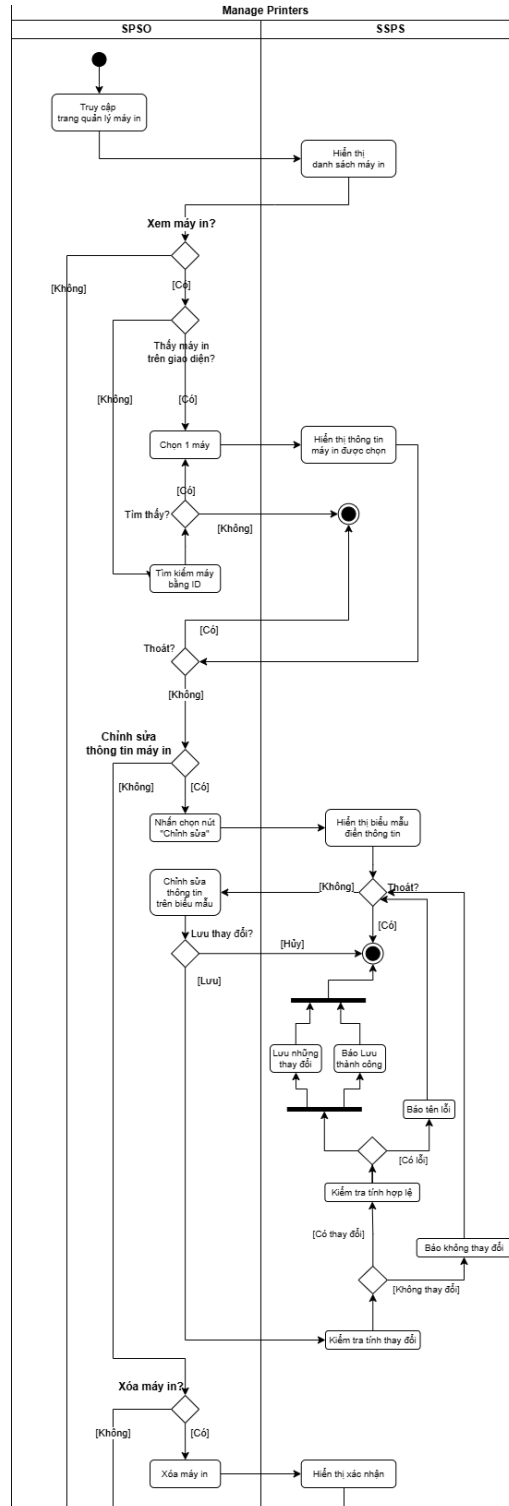 Manage Printers
SPSO
SSPS
Truy cập
trang quản lý máy in
Hiển thị
danh sách máy in
Xem máy in?
[Không]
[Có]
Thấy máy in
trên giao diện?
[Không]
[Có]
Chọn 1 máy
Hiển thị thông tin
máy in được chọn
[Có]
Tìm thấy?
[Không]
Tìm kiếm máy
bằng ID
[Có]
Thoát?
[Không]
Chỉnh sửa
thông tin máy in
[Không]
[Có]
Nhấn chọn nút
"Chỉnh sửa"
Hiển thị biểu mẫu
điền thông tin
Chỉnh sửa
thông tin
trên biểu mẫu
[Không]
Thoát?
[Có]
Lưu thay đổi?
[Hủy]
[Lưu]
Lưu những
thay đổi
Báo Lưu
thành công
Báo tên lỗi
[Có lỗi]
Kiểm tra tính hợp lệ
[Có thay đổi]
Báo không thay đổi
[Không thay đổi]
Kiểm tra tính thay đổi
Xóa máy in?
[Không]
[Có]
Xóa máy in
Hiển thị xác nhận